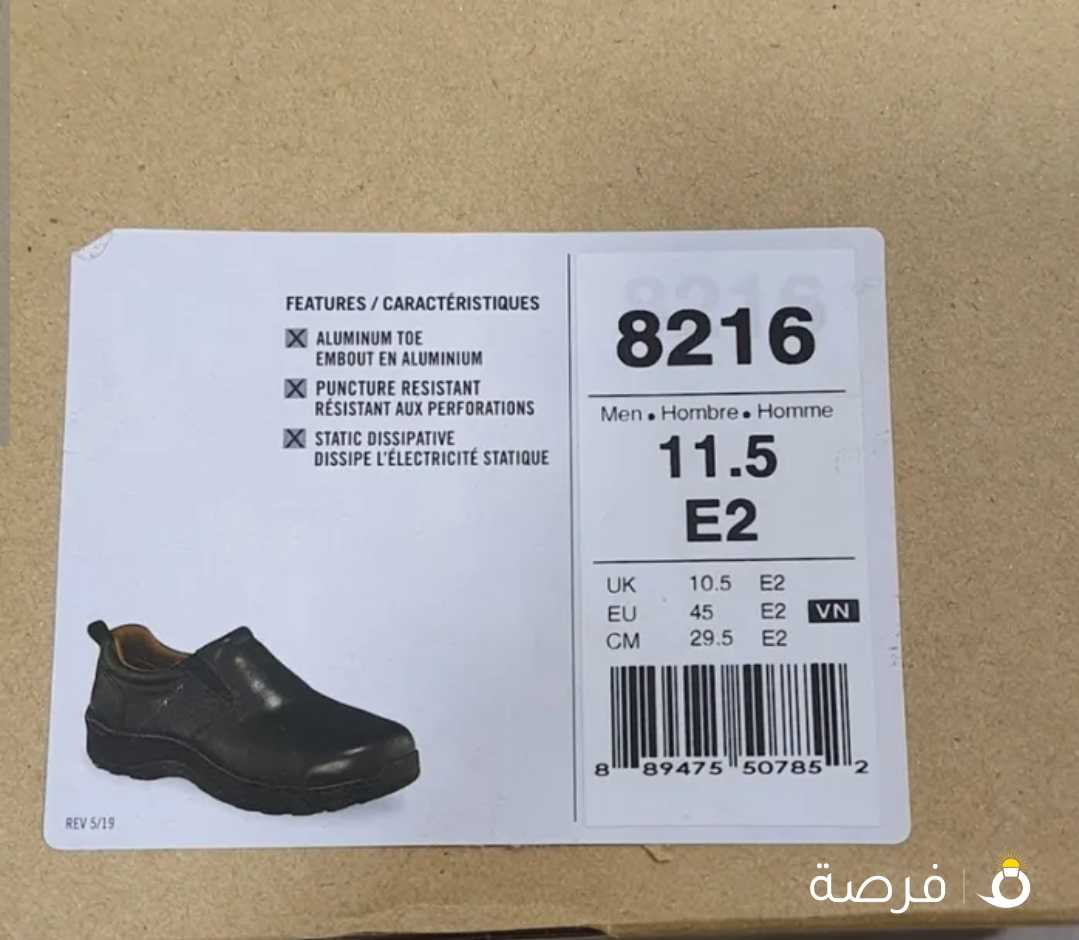 FEATURES / CARACTÉRISTIQUES
ALUMINUM TOE
EMBOUT EN ALUMINIUM
PUNCTURE RESISTANT
RÉSISTANT AUX PERFORATIONS
STATIC DISSIPATIVE
DISSIPE L'ÉLECTRICITÉ STATIQUE
REV 5/19
8216
8216
Men • Hombre • Homme
11.5
E2
UK 10.5 E2
EU 45 E2 VN
CM 29.5 E2
8 89475 50785 2
فرصة